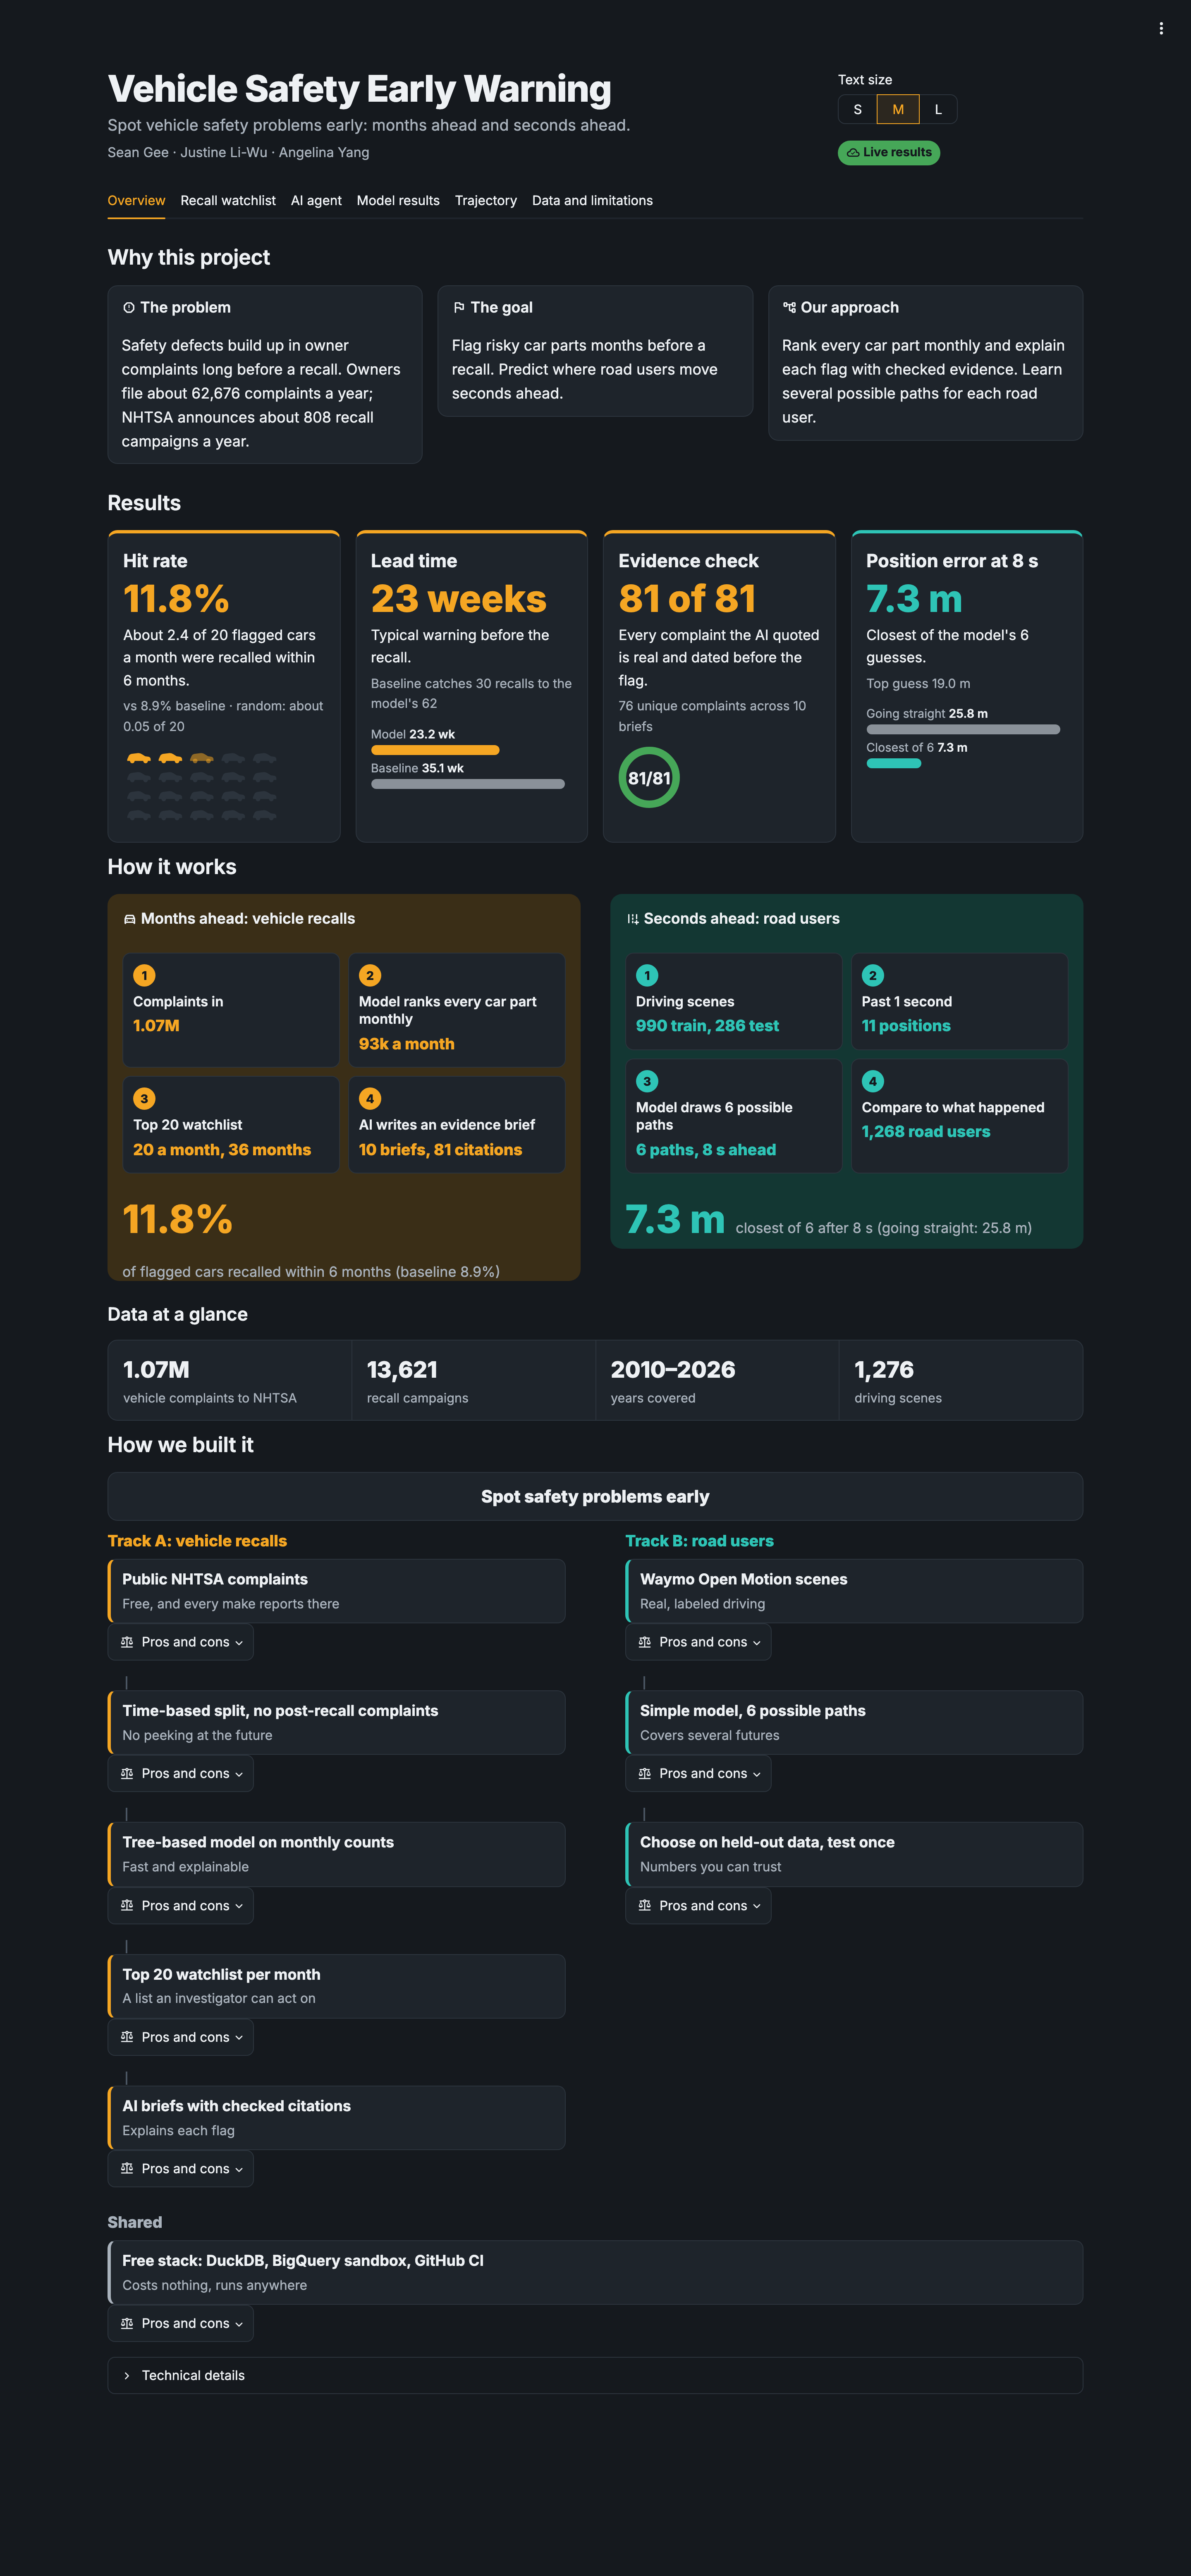 Vehicle Safety Early Warning
Spot vehicle safety problems early: months ahead and seconds ahead.
Sean Gee · Justine Li-Wu · Angelina Yang
Text size
S M L
Live results
Overview Recall watchlist AI agent Model results Trajectory Data and limitations
Why this project
The problem
Safety defects build up in owner
complaints long before a recall. Owners
file about 62,676 complaints a year;
NHTSA announces about 808 recall
campaigns a year.
The goal
Flag risky car parts months before a
recall. Predict where road users move
seconds ahead.
Our approach
Rank every car part monthly and explain
each flag with checked evidence. Learn
several possible paths for each road
user.
Results
Hit rate
11.8%
About 2.4 of 20 flagged cars
a month were recalled within
6 months.
vs 8.9% baseline · random: about
0.05 of 20
Lead time
23 weeks
Typical warning before the
recall.
Baseline catches 30 recalls to the
model's 62
Model 23.2 wk
Baseline 35.1 wk
Evidence check
81 of 81
Every complaint the AI quoted
is real and dated before the
flag.
76 unique complaints across 10
briefs
81/81
Position error at 8 s
7.3 m
Closest of the model's 6
guesses.
Top guess 19.0 m
Going straight 25.8 m
Closest of 6 7.3 m
How it works
Months ahead: vehicle recalls
1
Complaints in
1.07M
2
Model ranks every car part
monthly
93k a month
3
Top 20 watchlist
20 a month, 36 months
4
AI writes an evidence brief
10 briefs, 81 citations
11.8%
of flagged cars recalled within 6 months (baseline 8.9%)
Seconds ahead: road users
1
Driving scenes
990 train, 286 test
2
Past 1 second
11 positions
3
Model draws 6 possible
paths
6 paths, 8 s ahead
4
Compare to what happened
1,268 road users
7.3 m closest of 6 after 8 s (going straight: 25.8 m)
Data at a glance
1.07M
vehicle complaints to NHTSA
13,621
recall campaigns
2010–2026
years covered
1,276
driving scenes
How we built it
Spot safety problems early
Track A: vehicle recalls
Public NHTSA complaints
Free, and every make reports there
Pros and cons
Time-based split, no post-recall complaints
No peeking at the future
Pros and cons
Tree-based model on monthly counts
Fast and explainable
Pros and cons
Top 20 watchlist per month
A list an investigator can act on
Pros and cons
AI briefs with checked citations
Explains each flag
Pros and cons
Track B: road users
Waymo Open Motion scenes
Real, labeled driving
Pros and cons
Simple model, 6 possible paths
Covers several futures
Pros and cons
Choose on held-out data, test once
Numbers you can trust
Pros and cons
Shared
Free stack: DuckDB, BigQuery sandbox, GitHub CI
Costs nothing, runs anywhere
Pros and cons
Technical details